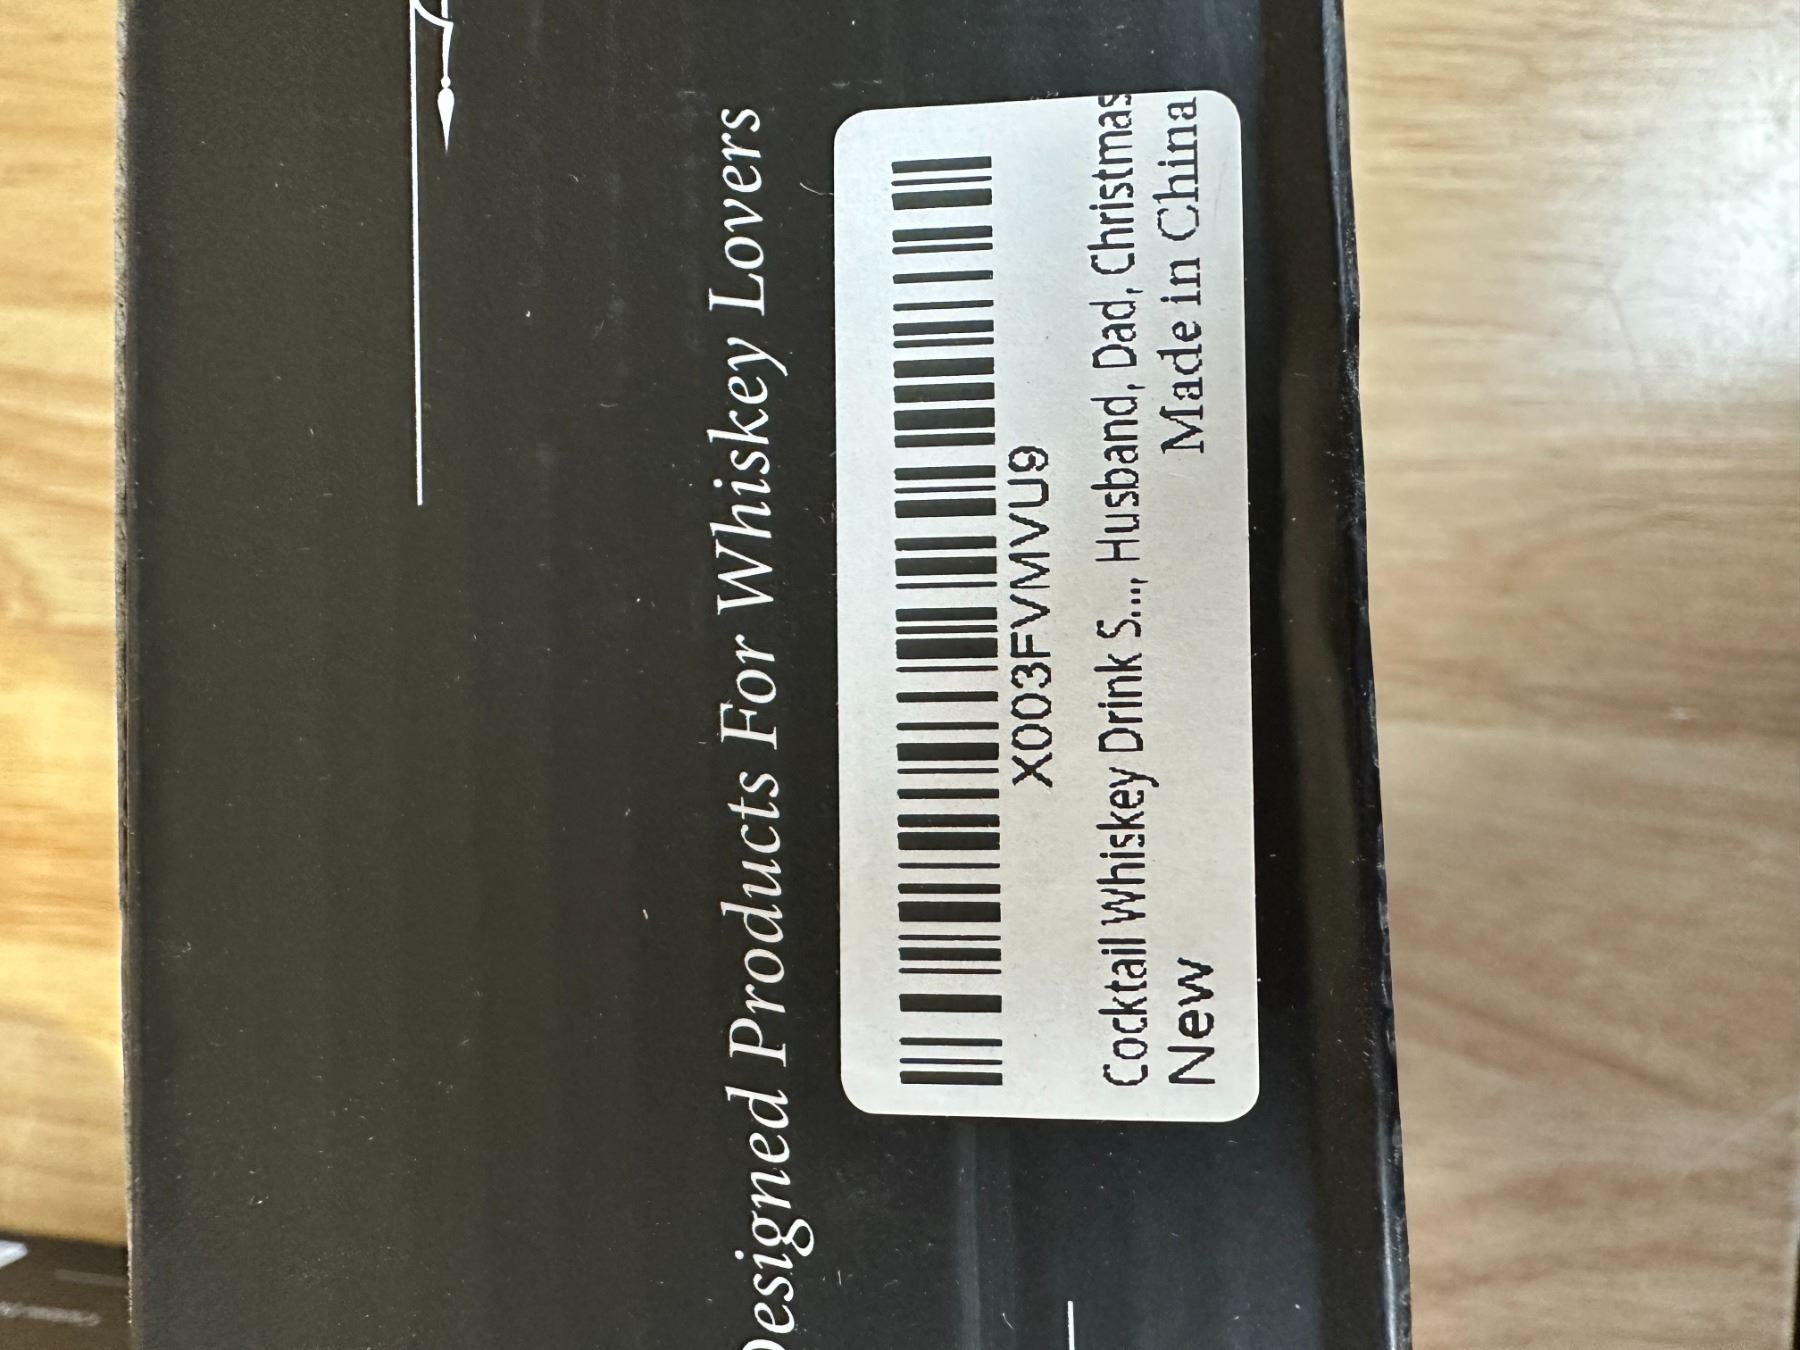 Designed Products For Whiskey Lovers
X003FVMVU9
Cocktail Whiskey Drink S..., Husband, Dad, Christmas
New
Made in China